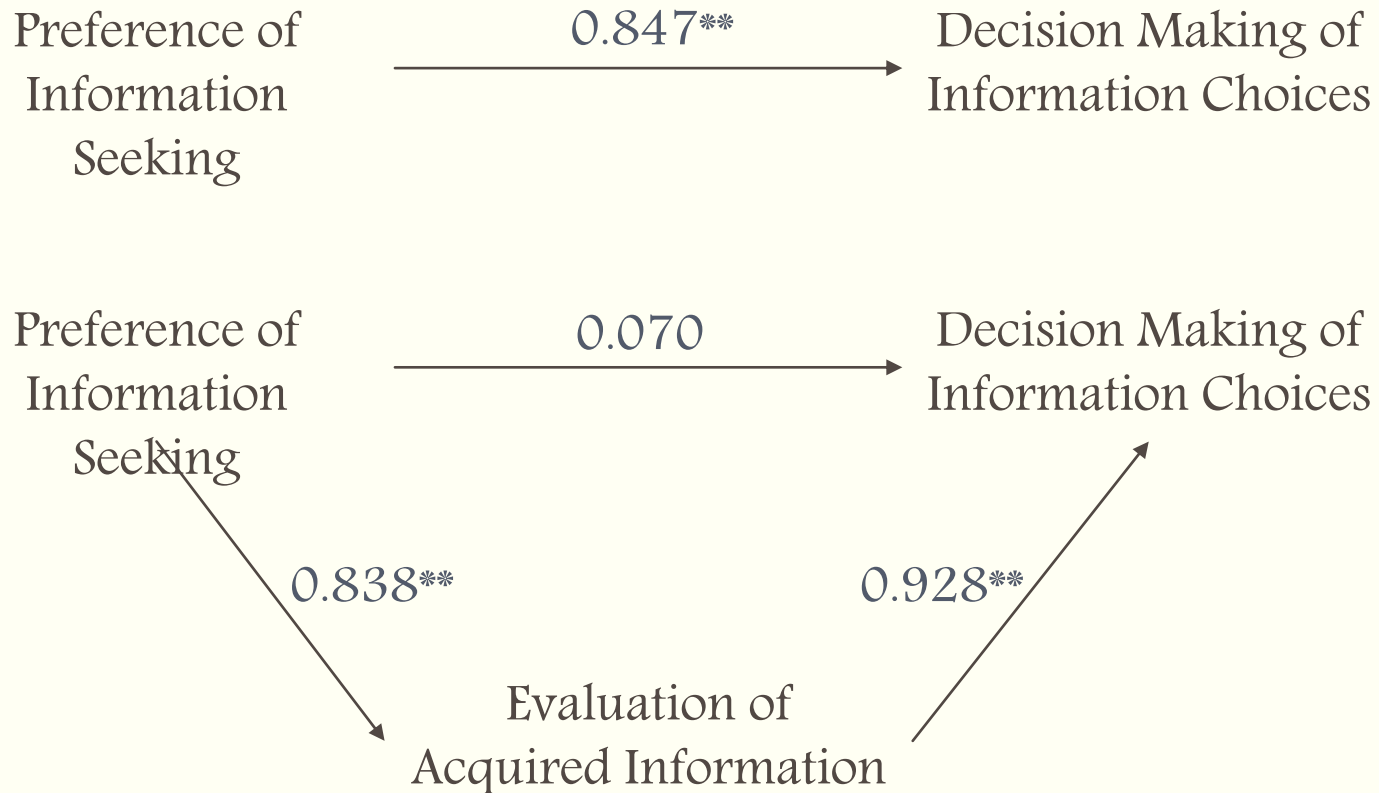 Preference of
Information
Seeking
0.847**
Decision Making of
Information Choices
Preference of
Information
Seeking
0.070
Decision Making of
Information Choices
0.838**
0.928**
Evaluation of
Acquired Information